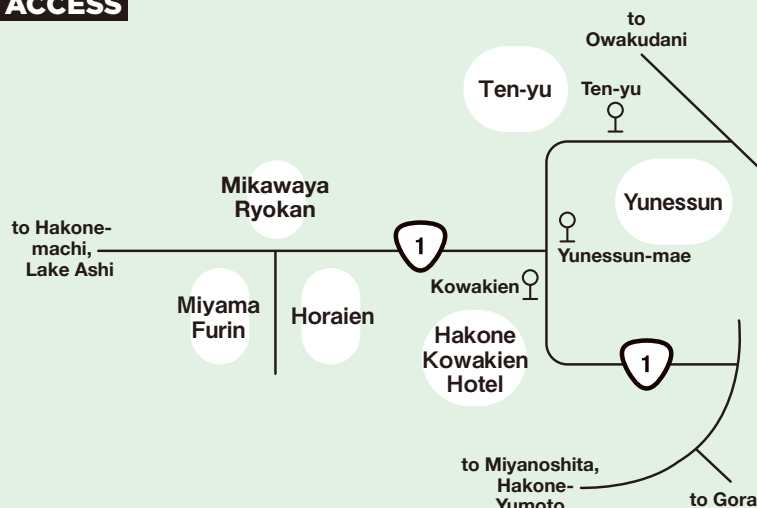 ACCESS
to
Owakudani
Ten-yu
Ten-yu
Mikawaya
Ryokan
Yunessun
to Hakone-
machi,
Lake Ashi
1
Yunessun-mae
Kowakien
Miyama
Furin
Horaien
Hakone
Kowakien
Hotel
1
to Miyanoshita,
Hakone-
Yumoto
to Gora